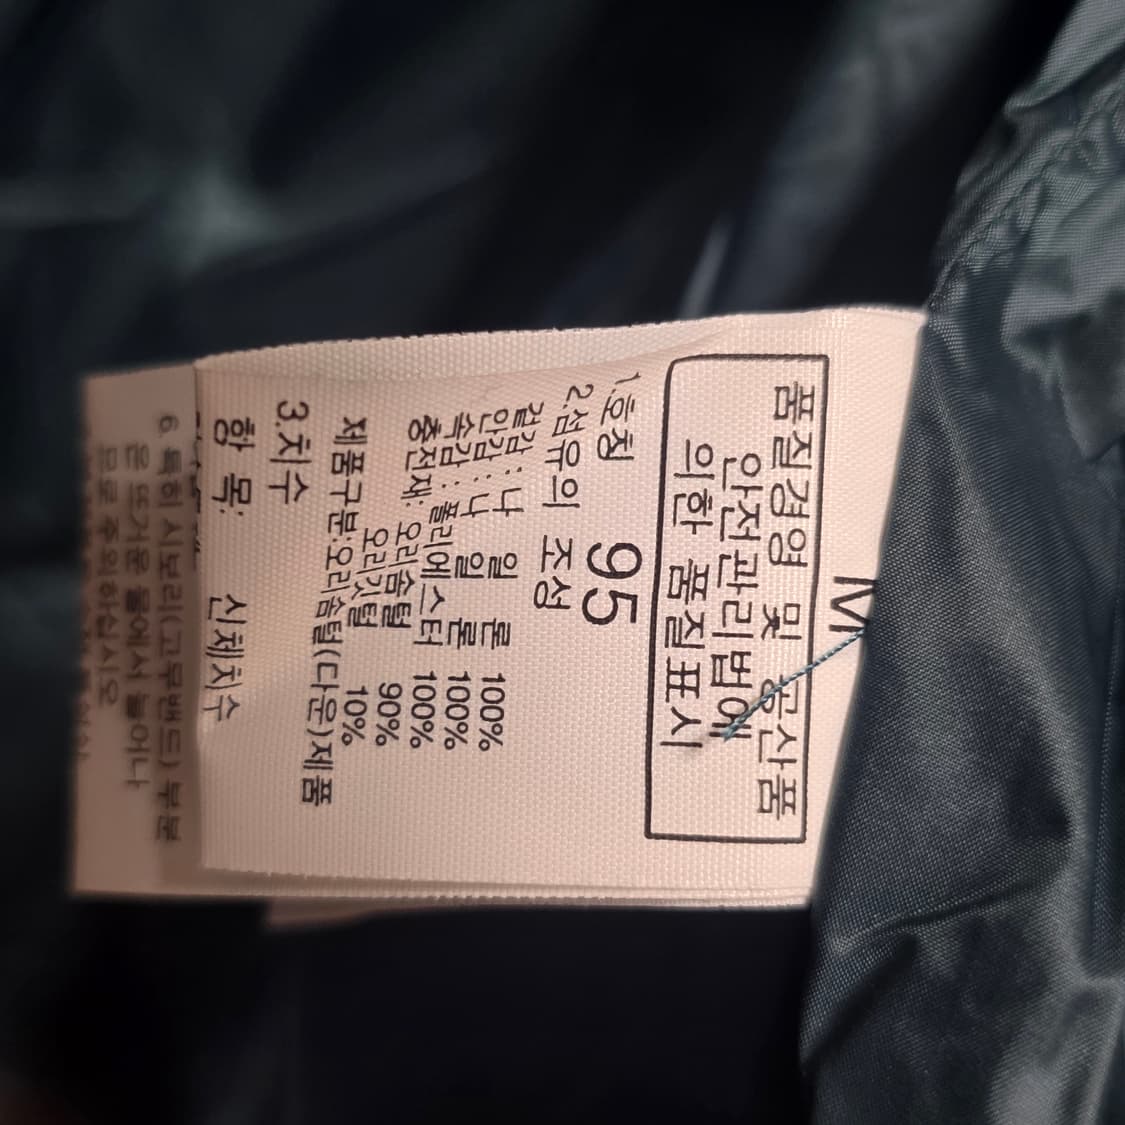 M
품질경영 및 공산품
안전관리법에
의한 품질표시
1.호칭 95
2.섬유의 조성
겉감 : 나 일 론 100%
안감 : 나 일 론 100%
속감 : 폴리에스터 100%
충전재: 오리솜털 90%
오리깃털 10%
제품구분:오리솜털(다운)제품
3.치수
항 목: 신체치수
6. 특히 시보리(고무밴드) 부분
은 뜨거운 물에서 늘어나
므로 주의하십시오